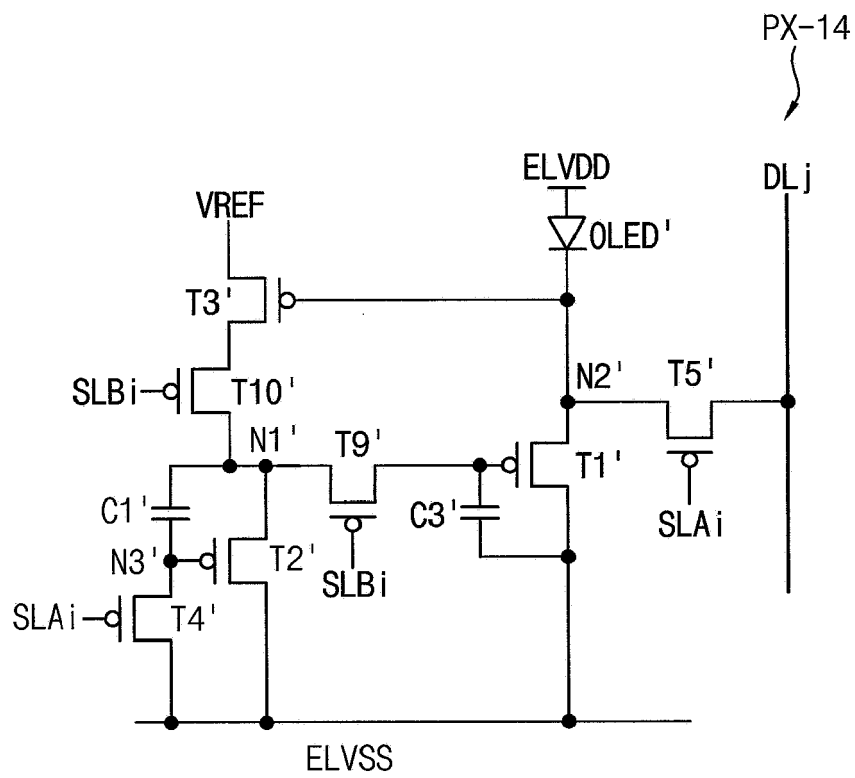 PX-14
DLj
ELVDD
VREF
OLED'
T3'
N2'
T5'
SLBi
T10'
N1'
T9'
T1'
C1'
C3'
SLAi
N3'
T2'
SLBi
SLAi
T4'
ELVSS